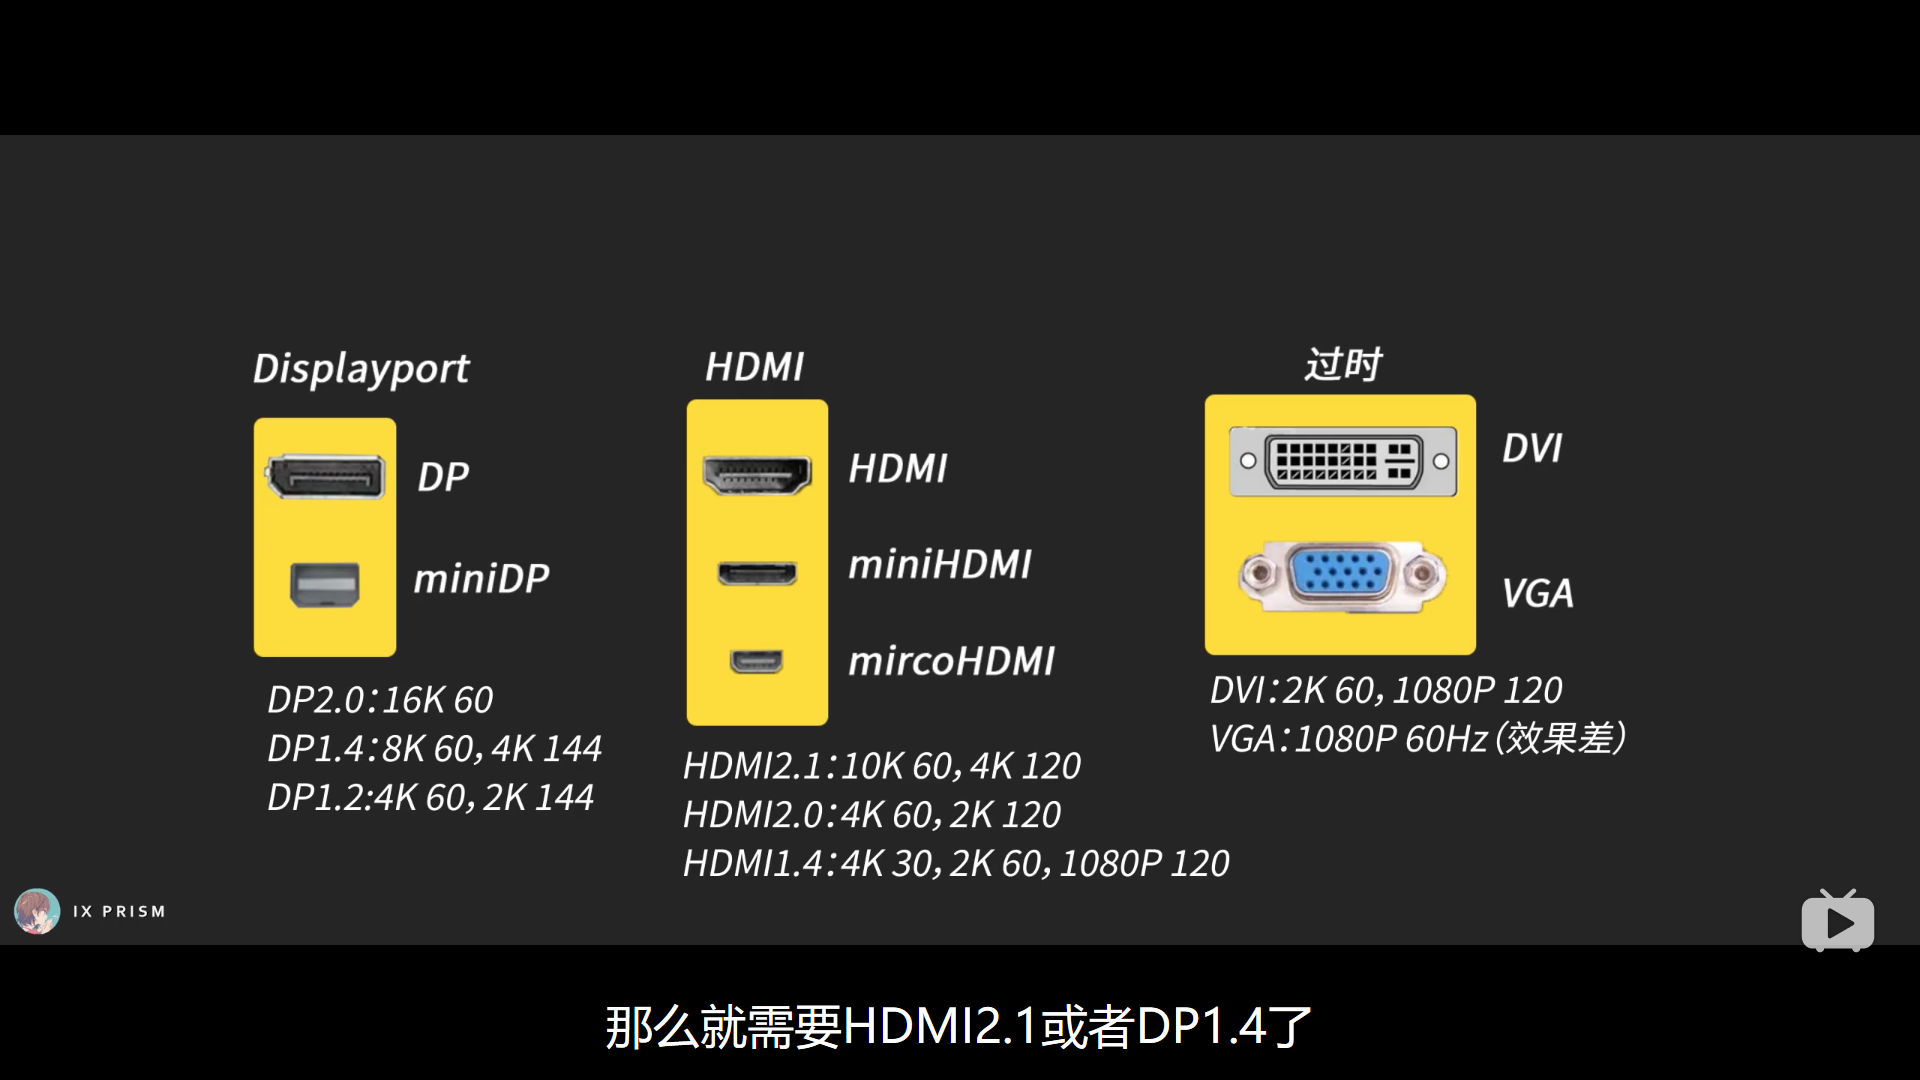 Displayport
DP
miniDP
DP2.0：16K 60
DP1.4：8K 60，4K 144
DP1.2:4K 60，2K 144
HDMI
HDMI
miniHDMI
mircoHDMI
HDMI2.1：10K 60，4K 120
HDMI2.0：4K 60，2K 120
HDMI1.4：4K 30，2K 60，1080P 120
过时
DVI
VGA
DVI：2K 60，1080P 120
VGA：1080P 60Hz（效果差）
IX PRISM
那么就需要HDMI2.1或者DP1.4了